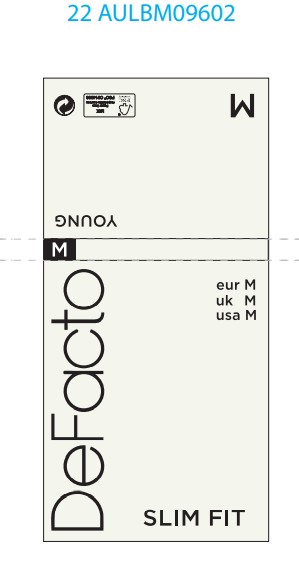 22 AULBM09602
M
YOUNG
M
DeFacto
eur M
uk M
usa M
SLIM FIT